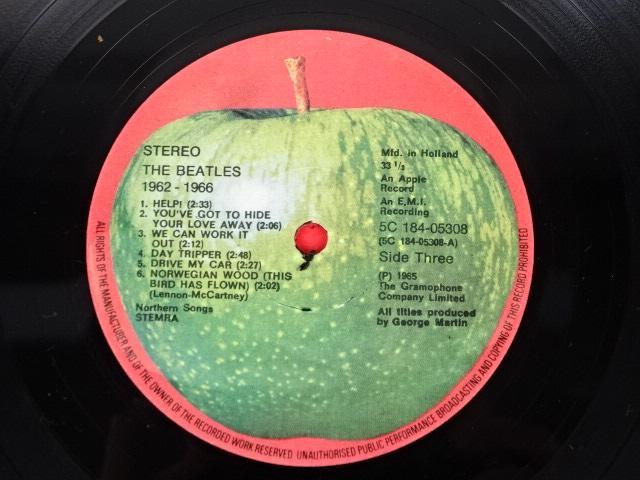 STEREO
THE BEATLES
1962 - 1966
1. HELP! (2:33)
2. YOU'VE GOT TO HIDE
YOUR LOVE AWAY (2:06)
3. WE CAN WORK IT
OUT (2:12)
4. DAY TRIPPER (2:48)
5. DRIVE MY CAR (2:27)
6. NORWEGIAN WOOD (THIS
BIRD HAS FLOWN) (2:02)
(Lennon-McCartney)
Northern Songs
STEMRA
Mfd. in Holland
33 1/3
An Apple
Record
An E.M.I.
Recording
5C 184-05308
(5C 184-05308-A)
Side Three
(P) 1965
The Gramophone
Company Limited
All titles produced
by George Martin
ALL RIGHTS OF THE MANUFACTURER AND OF THE OWNER OF THE RECORDED WORK RESERVED. UNAUTHORISED PUBLIC PERFORMANCE BROADCASTING AND COPYING OF THIS RECORD PROHIBITED